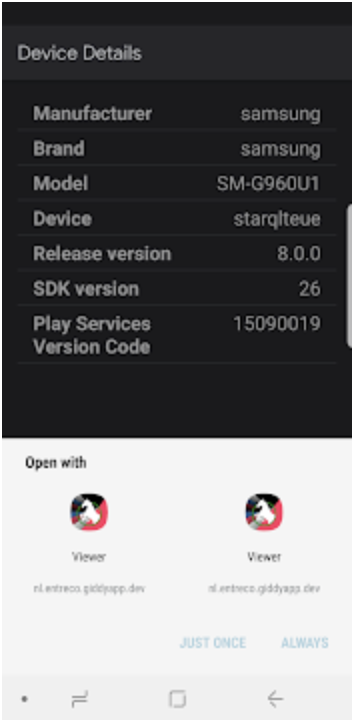 Device Details
Manufacturer samsung
Brand samsung
Model SM-G960U1
Device starqlteue
Release version 8.0.0
SDK version 26
Play Services 15090019
Version Code
Open with
Viewer Viewer
nl.entreco.giddyapp.dev nl.entreco.giddyapp.dev
JUST ONCE ALWAYS